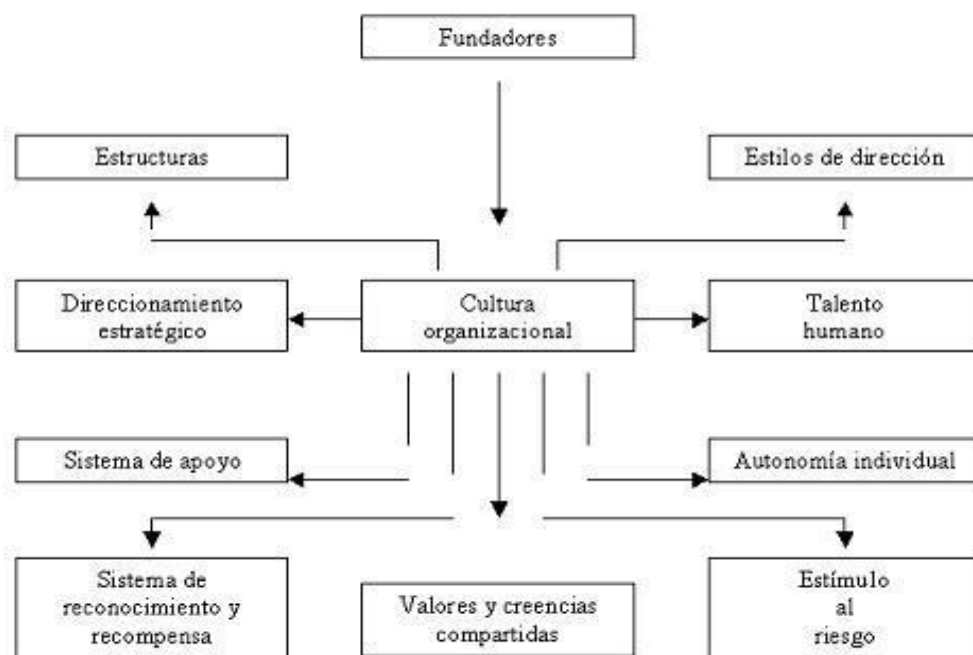 Fundadores
Estructuras
Estilos de dirección
Direccionamiento
estratégico
Cultura
organizacional
Talento
humano
Sistema de apoyo
Autonomía individual
Sistema de
reconocimiento y
recompensa
Valores y creencias
compartidas
Estímulo
al
riesgo